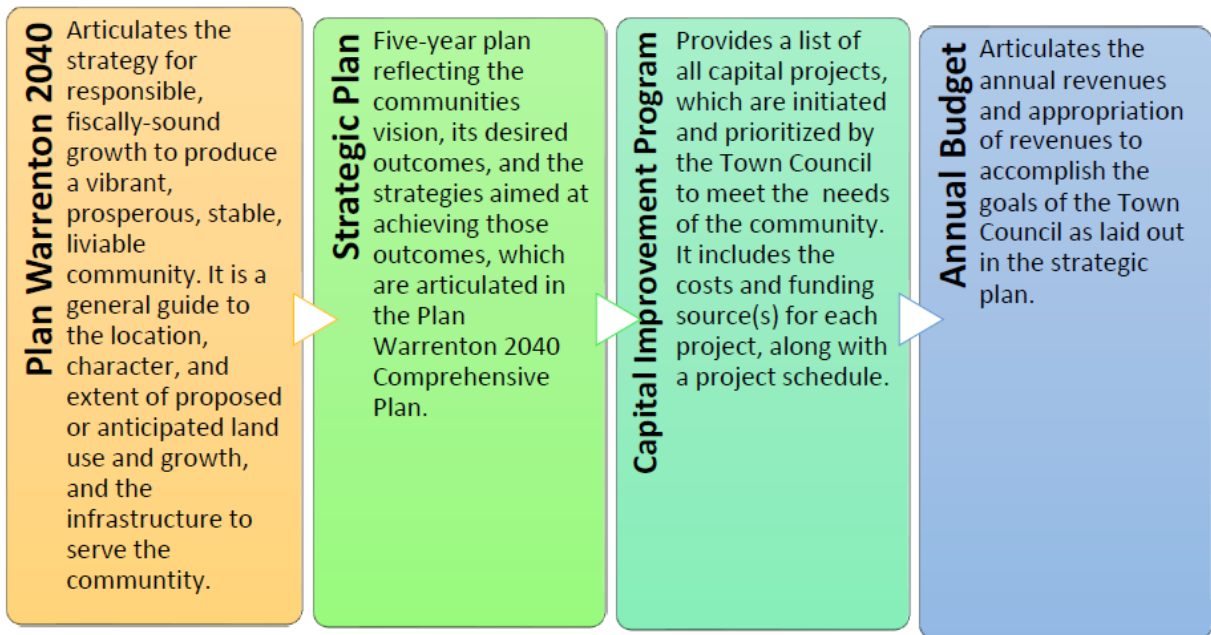 Plan Warrenton 2040
Articulates the
strategy for
responsible,
fiscally-sound
growth to produce
a vibrant,
prosperous, stable,
liviable
community. It is a
general guide to
the location,
character, and
extent of proposed
or anticipated land
use and growth,
and the
infrastructure to
serve the
communtity.
Strategic Plan
Five-year plan
reflecting the
communities
vision, its desired
outcomes, and the
strategies aimed at
achieving those
outcomes, which
are articulated in
the Plan
Warrenton 2040
Comprehensive
Plan.
Capital Improvement Program
Provides a list of
all capital projects,
which are initiated
and prioritized by
the Town Council
to meet the needs
of the community.
It includes the
costs and funding
source(s) for each
project, along with
a project schedule.
Annual Budget
Articulates the
annual revenues
and appropriation
of revenues to
accomplish the
goals of the Town
Council as laid out
in the strategic
plan.